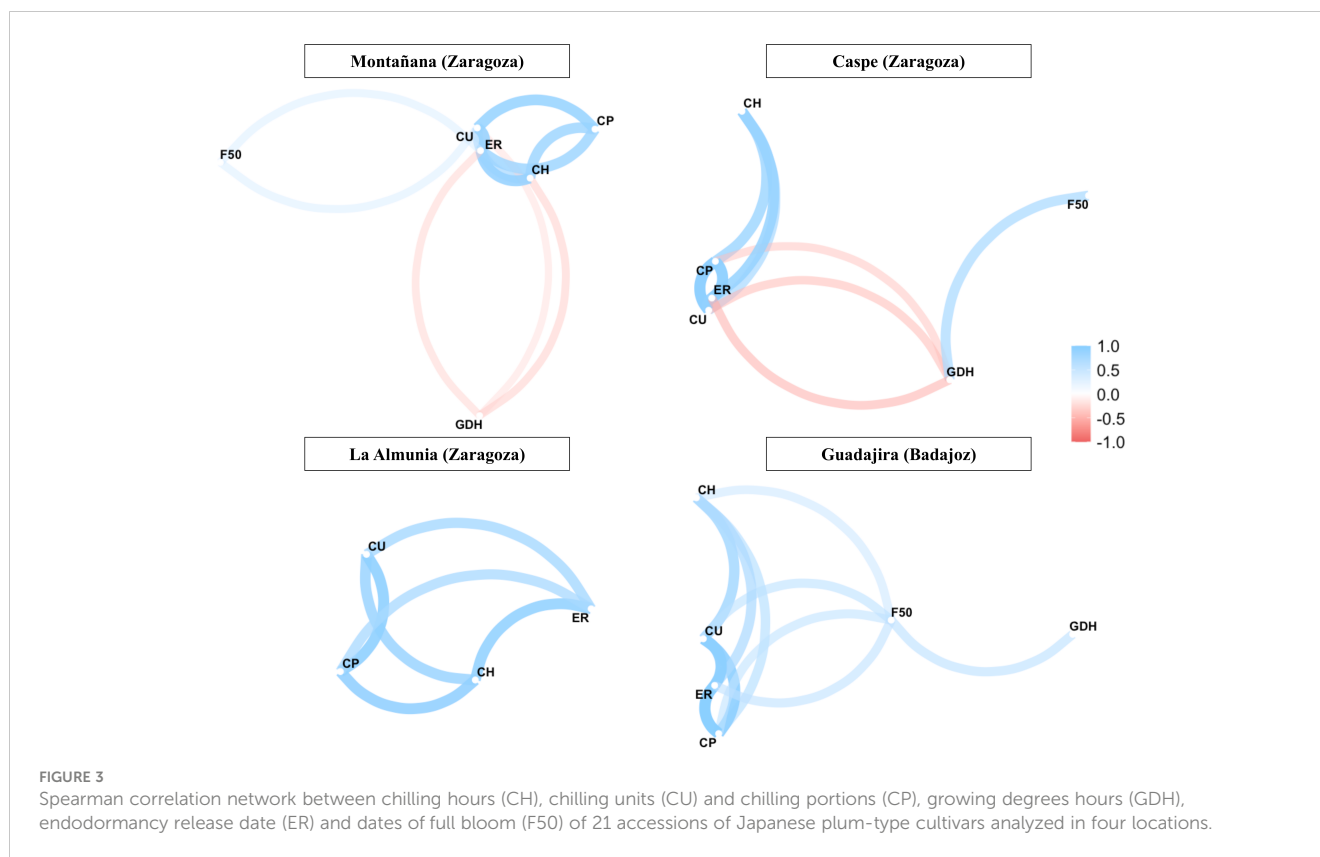 Montañana (Zaragoza)
Caspe (Zaragoza)
F50
CU
ER
CP
CH
GDH
CH
F50
CP
ER
CU
GDH
1.0
0.5
0.0
-0.5
-1.0
La Almunia (Zaragoza)
Guadajira (Badajoz)
CU
ER
CP
CH
CH
CU
F50
GDH
ER
CP
FIGURE 3
Spearman correlation network between chilling hours (CH), chilling units (CU) and chilling portions (CP), growing degrees hours (GDH),
endodormancy release date (ER) and dates of full bloom (F50) of 21 accessions of Japanese plum-type cultivars analyzed in four locations.